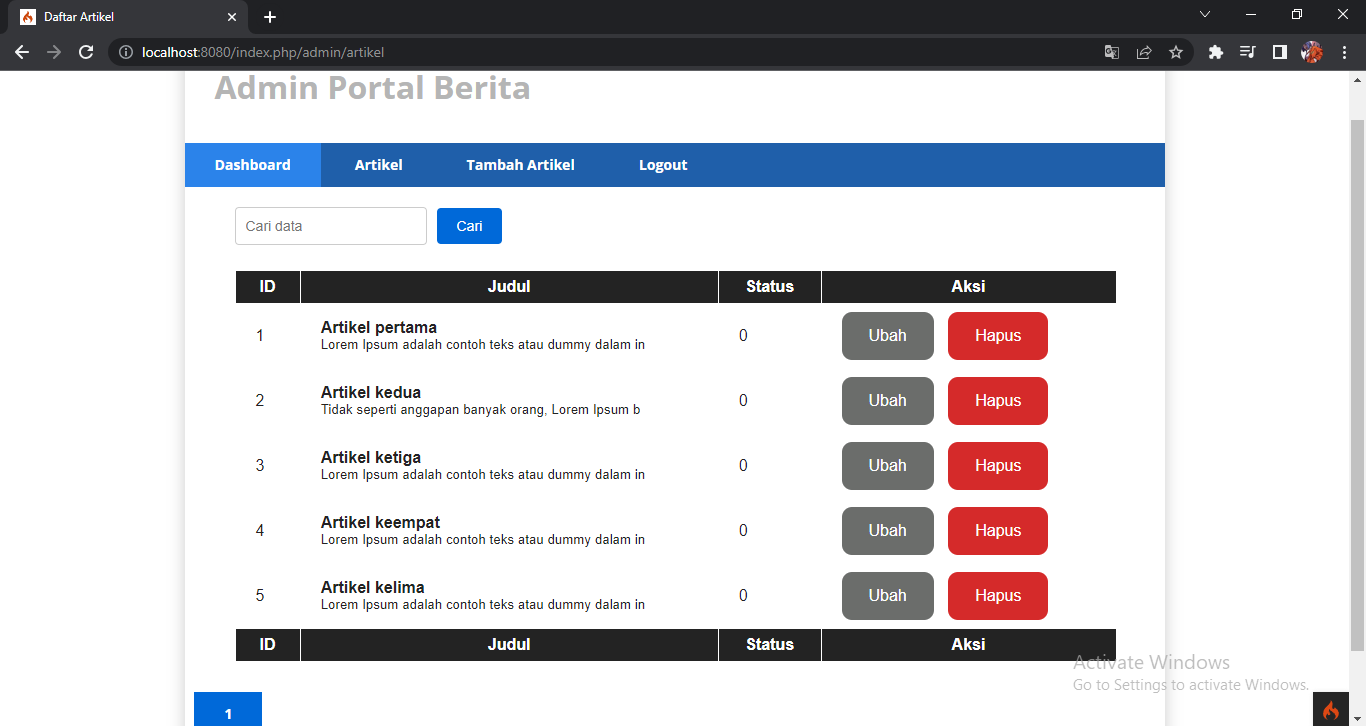 Daftar Artikel
localhost:8080/index.php/admin/artikel
Admin Portal Berita
Dashboard Artikel Tambah Artikel Logout
Cari data Cari
ID Judul Status Aksi
1 Artikel pertama 0 Ubah Hapus
Lorem Ipsum adalah contoh teks atau dummy dalam in
2 Artikel kedua 0 Ubah Hapus
Tidak seperti anggapan banyak orang, Lorem Ipsum b
3 Artikel ketiga 0 Ubah Hapus
Lorem Ipsum adalah contoh teks atau dummy dalam in
4 Artikel keempat 0 Ubah Hapus
Lorem Ipsum adalah contoh teks atau dummy dalam in
5 Artikel kelima 0 Ubah Hapus
Lorem Ipsum adalah contoh teks atau dummy dalam in
ID Judul Status Aksi
Activate Windows
Go to Settings to activate Windows.
1